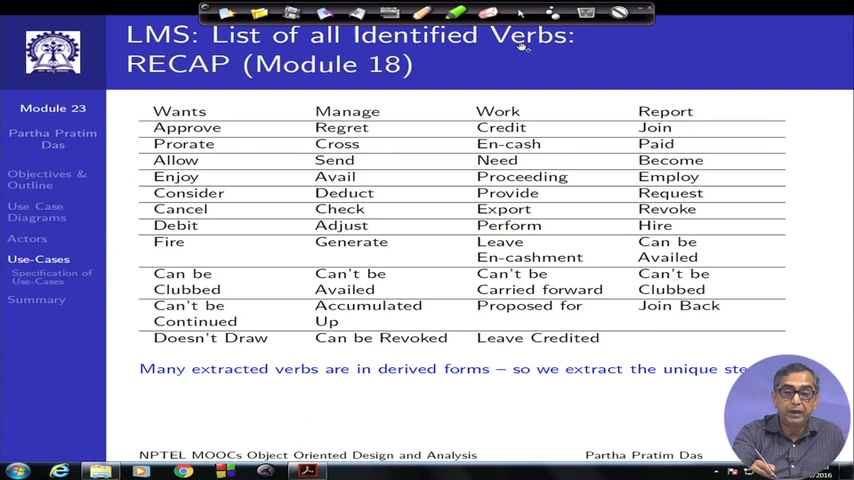 LMS: List of all Identified Verbs:
RECAP (Module 18)
Module 23
Partha Pratim
Das
Objectives &
Outline
Use Case
Diagrams
Actors
Use-Cases
Specification of
Use-Cases
Summary
Wants Manage Work Report
Approve Regret Credit Join
Prorate Cross En-cash Paid
Allow Send Need Become
Enjoy Avail Proceeding Employ
Consider Deduct Provide Request
Cancel Check Export Revoke
Debit Adjust Perform Hire
Fire Generate Leave Can be
En-cashment Availed
Can be Can't be Can't be Can't be
Clubbed Availed Carried forward Clubbed
Can't be Accumulated Proposed for Join Back
Continued Up
Doesn't Draw Can be Revoked Leave Credited
Many extracted verbs are in derived forms – so we extract the unique
NPTEL MOOCs Object Oriented Design and Analysis Partha Pratim Das